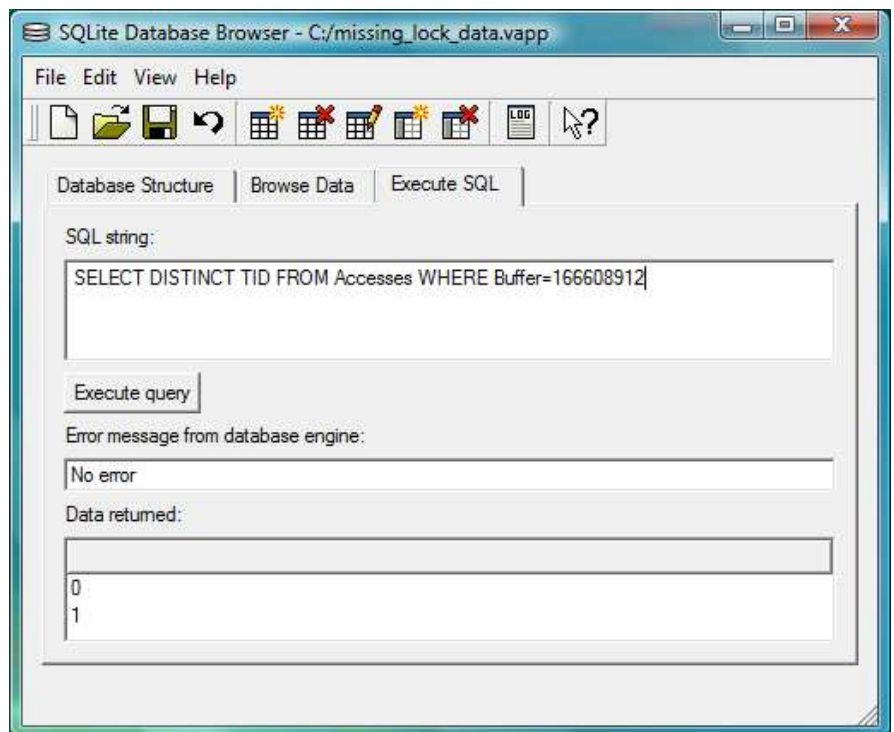 SQLite Database Browser - C:/missing_lock_data.vapp
File Edit View Help
LOG
?
Database Structure
Browse Data
Execute SQL
SQL string:
SELECT DISTINCT TID FROM Accesses WHERE Buffer=166608912
Execute query
Error message from database engine:
No error
Data returned:
0
1